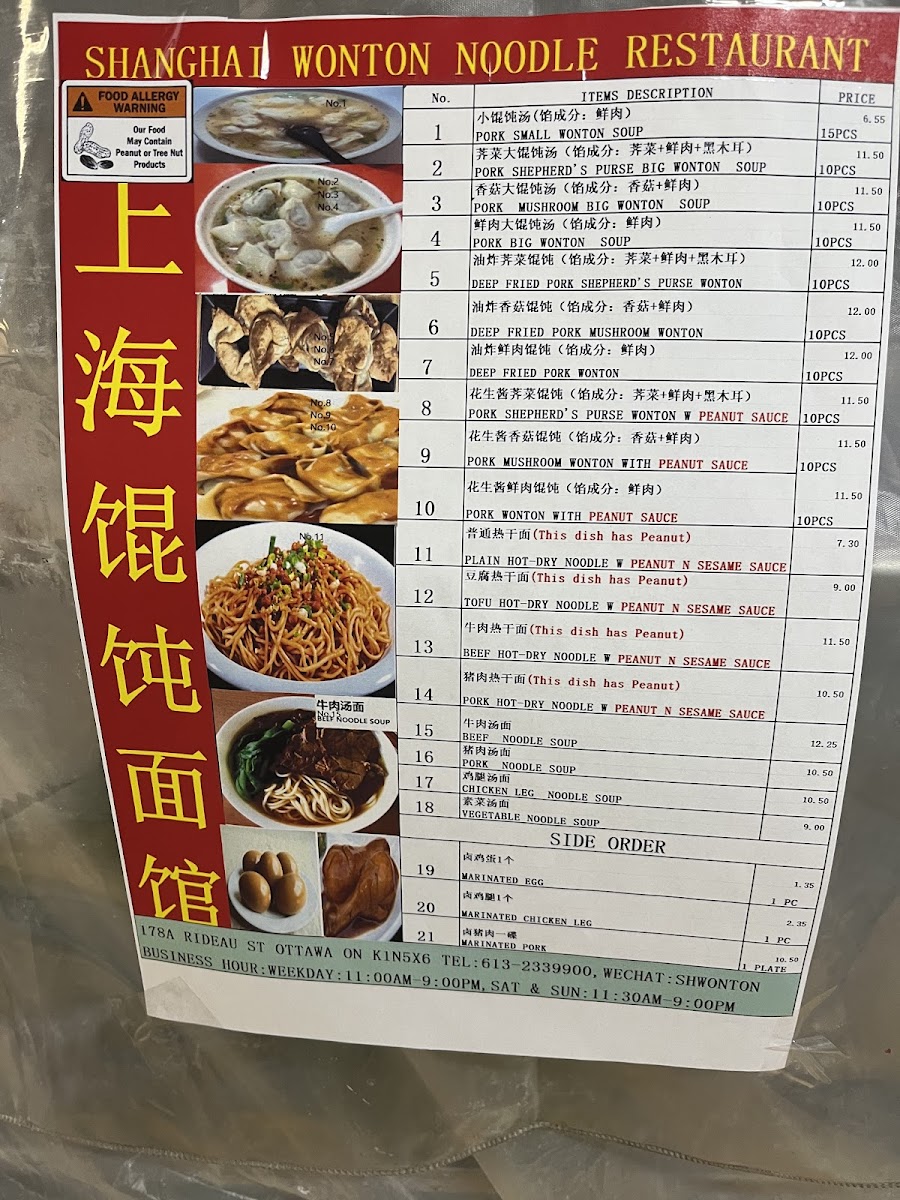 SHANGHAI WONTON NOODLE RESTAURANT
FOOD ALLERGY
WARNING
Our Food
May Contain
Peanut or Tree Nut
Products
上海馄饨面馆
No.1
No.2
No.3
No.4
No.8
No.9
No.10
No.11
牛肉汤面
No.15
BEEF NOODLE SOUP
No. ITEMS DESCRIPTION PRICE
小馄饨汤(馅成分：鲜肉) 6.55
1 PORK SMALL WONTON SOUP 15PCS
荠菜大馄饨汤（馅成分：荠菜+鲜肉+黑木耳） 11.50
2 PORK SHEPHERD'S PURSE BIG WONTON SOUP 10PCS
香菇大馄饨汤（馅成分：香菇+鲜肉） 11.50
3 PORK MUSHROOM BIG WONTON SOUP 10PCS
鲜肉大馄饨汤（馅成分：鲜肉） 11.50
4 PORK BIG WONTON SOUP 10PCS
油炸荠菜馄饨（馅成分：荠菜+鲜肉+黑木耳） 12.00
5 DEEP FRIED PORK SHEPHERD'S PURSE WONTON 10PCS
油炸香菇馄饨（馅成分：香菇+鲜肉） 12.00
6 DEEP FRIED PORK MUSHROOM WONTON 10PCS
油炸鲜肉馄饨（馅成分：鲜肉） 12.00
7 DEEP FRIED PORK WONTON 10PCS
花生酱荠菜馄饨（馅成分：荠菜+鲜肉+黑木耳） 11.50
8 PORK SHEPHERD'S PURSE WONTON W PEANUT SAUCE 10PCS
花生酱香菇馄饨（馅成分：香菇+鲜肉） 11.50
9 PORK MUSHROOM WONTON WITH PEANUT SAUCE 10PCS
花生酱鲜肉馄饨（馅成分：鲜肉） 11.50
10 PORK WONTON WITH PEANUT SAUCE 10PCS
普通热干面(This dish has Peanut) 7.30
11 PLAIN HOT-DRY NOODLE W PEANUT N SESAME SAUCE
豆腐热干面(This dish has Peanut) 9.00
12 TOFU HOT-DRY NOODLE W PEANUT N SESAME SAUCE
牛肉热干面(This dish has Peanut) 11.50
13 BEEF HOT-DRY NOODLE W PEANUT N SESAME SAUCE
猪肉热干面(This dish has Peanut) 10.50
14 PORK HOT-DRY NOODLE W PEANUT N SESAME SAUCE
牛肉汤面
15 BEEF NOODLE SOUP 12.25
猪肉汤面
16 PORK NOODLE SOUP 10.50
鸡腿汤面
17 CHICKEN LEG NOODLE SOUP 10.50
素菜汤面
18 VEGETABLE NOODLE SOUP 9.00
SIDE ORDER
卤鸡蛋1个 1.35
19 MARINATED EGG 1 PC
卤鸡腿1个 2.35
20 MARINATED CHICKEN LEG 1 PC
卤猪肉一碟 10.50
21 MARINATED PORK 1 PLATE
178A RIDEAU ST OTTAWA ON K1N5X6 TEL:613-2339900,WECHAT:SHWONTON
BUSINESS HOUR:WEEKDAY:11:00AM-9:00PM,SAT & SUN:11:30AM-9:00PM